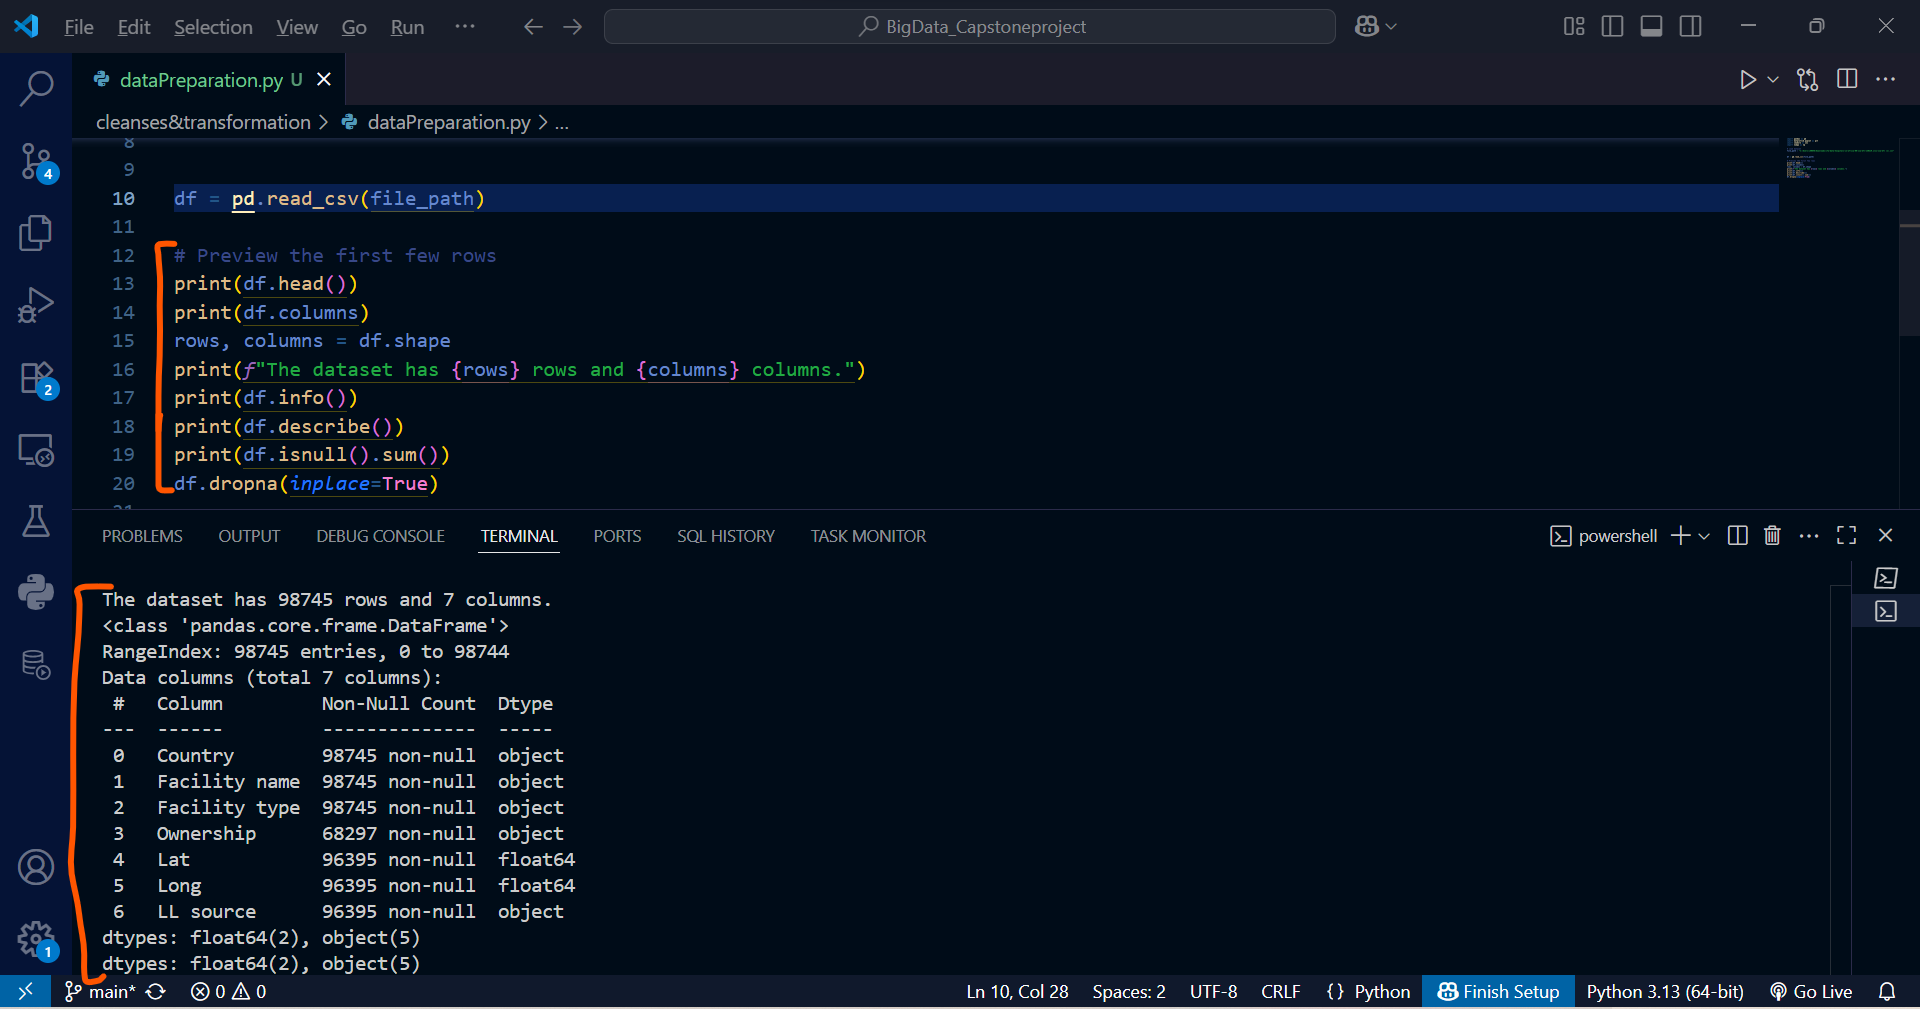 File Edit Selection View Go Run ... BigData_Capstoneproject
dataPreparation.py U
cleanses&transformation > dataPreparation.py > ...
8
9
10 df = pd.read_csv(file_path)
11
12 # Preview the first few rows
13 print(df.head())
14 print(df.columns)
15 rows, columns = df.shape
16 print(f"The dataset has {rows} rows and {columns} columns.")
17 print(df.info())
18 print(df.describe())
19 print(df.isnull().sum())
20 df.dropna(inplace=True)
4
2
1
PROBLEMS OUTPUT DEBUG CONSOLE TERMINAL PORTS SQL HISTORY TASK MONITOR powershell
The dataset has 98745 rows and 7 columns.
<class 'pandas.core.frame.DataFrame'>
RangeIndex: 98745 entries, 0 to 98744
Data columns (total 7 columns):
# Column Non-Null Count Dtype
--- ------ -------------- -----
0 Country 98745 non-null object
1 Facility name 98745 non-null object
2 Facility type 98745 non-null object
3 Ownership 68297 non-null object
4 Lat 96395 non-null float64
5 Long 96395 non-null float64
6 LL source 96395 non-null object
dtypes: float64(2), object(5)
dtypes: float64(2), object(5)
main* 0 0 Ln 10, Col 28 Spaces: 2 UTF-8 CRLF {} Python Finish Setup Python 3.13 (64-bit) Go Live